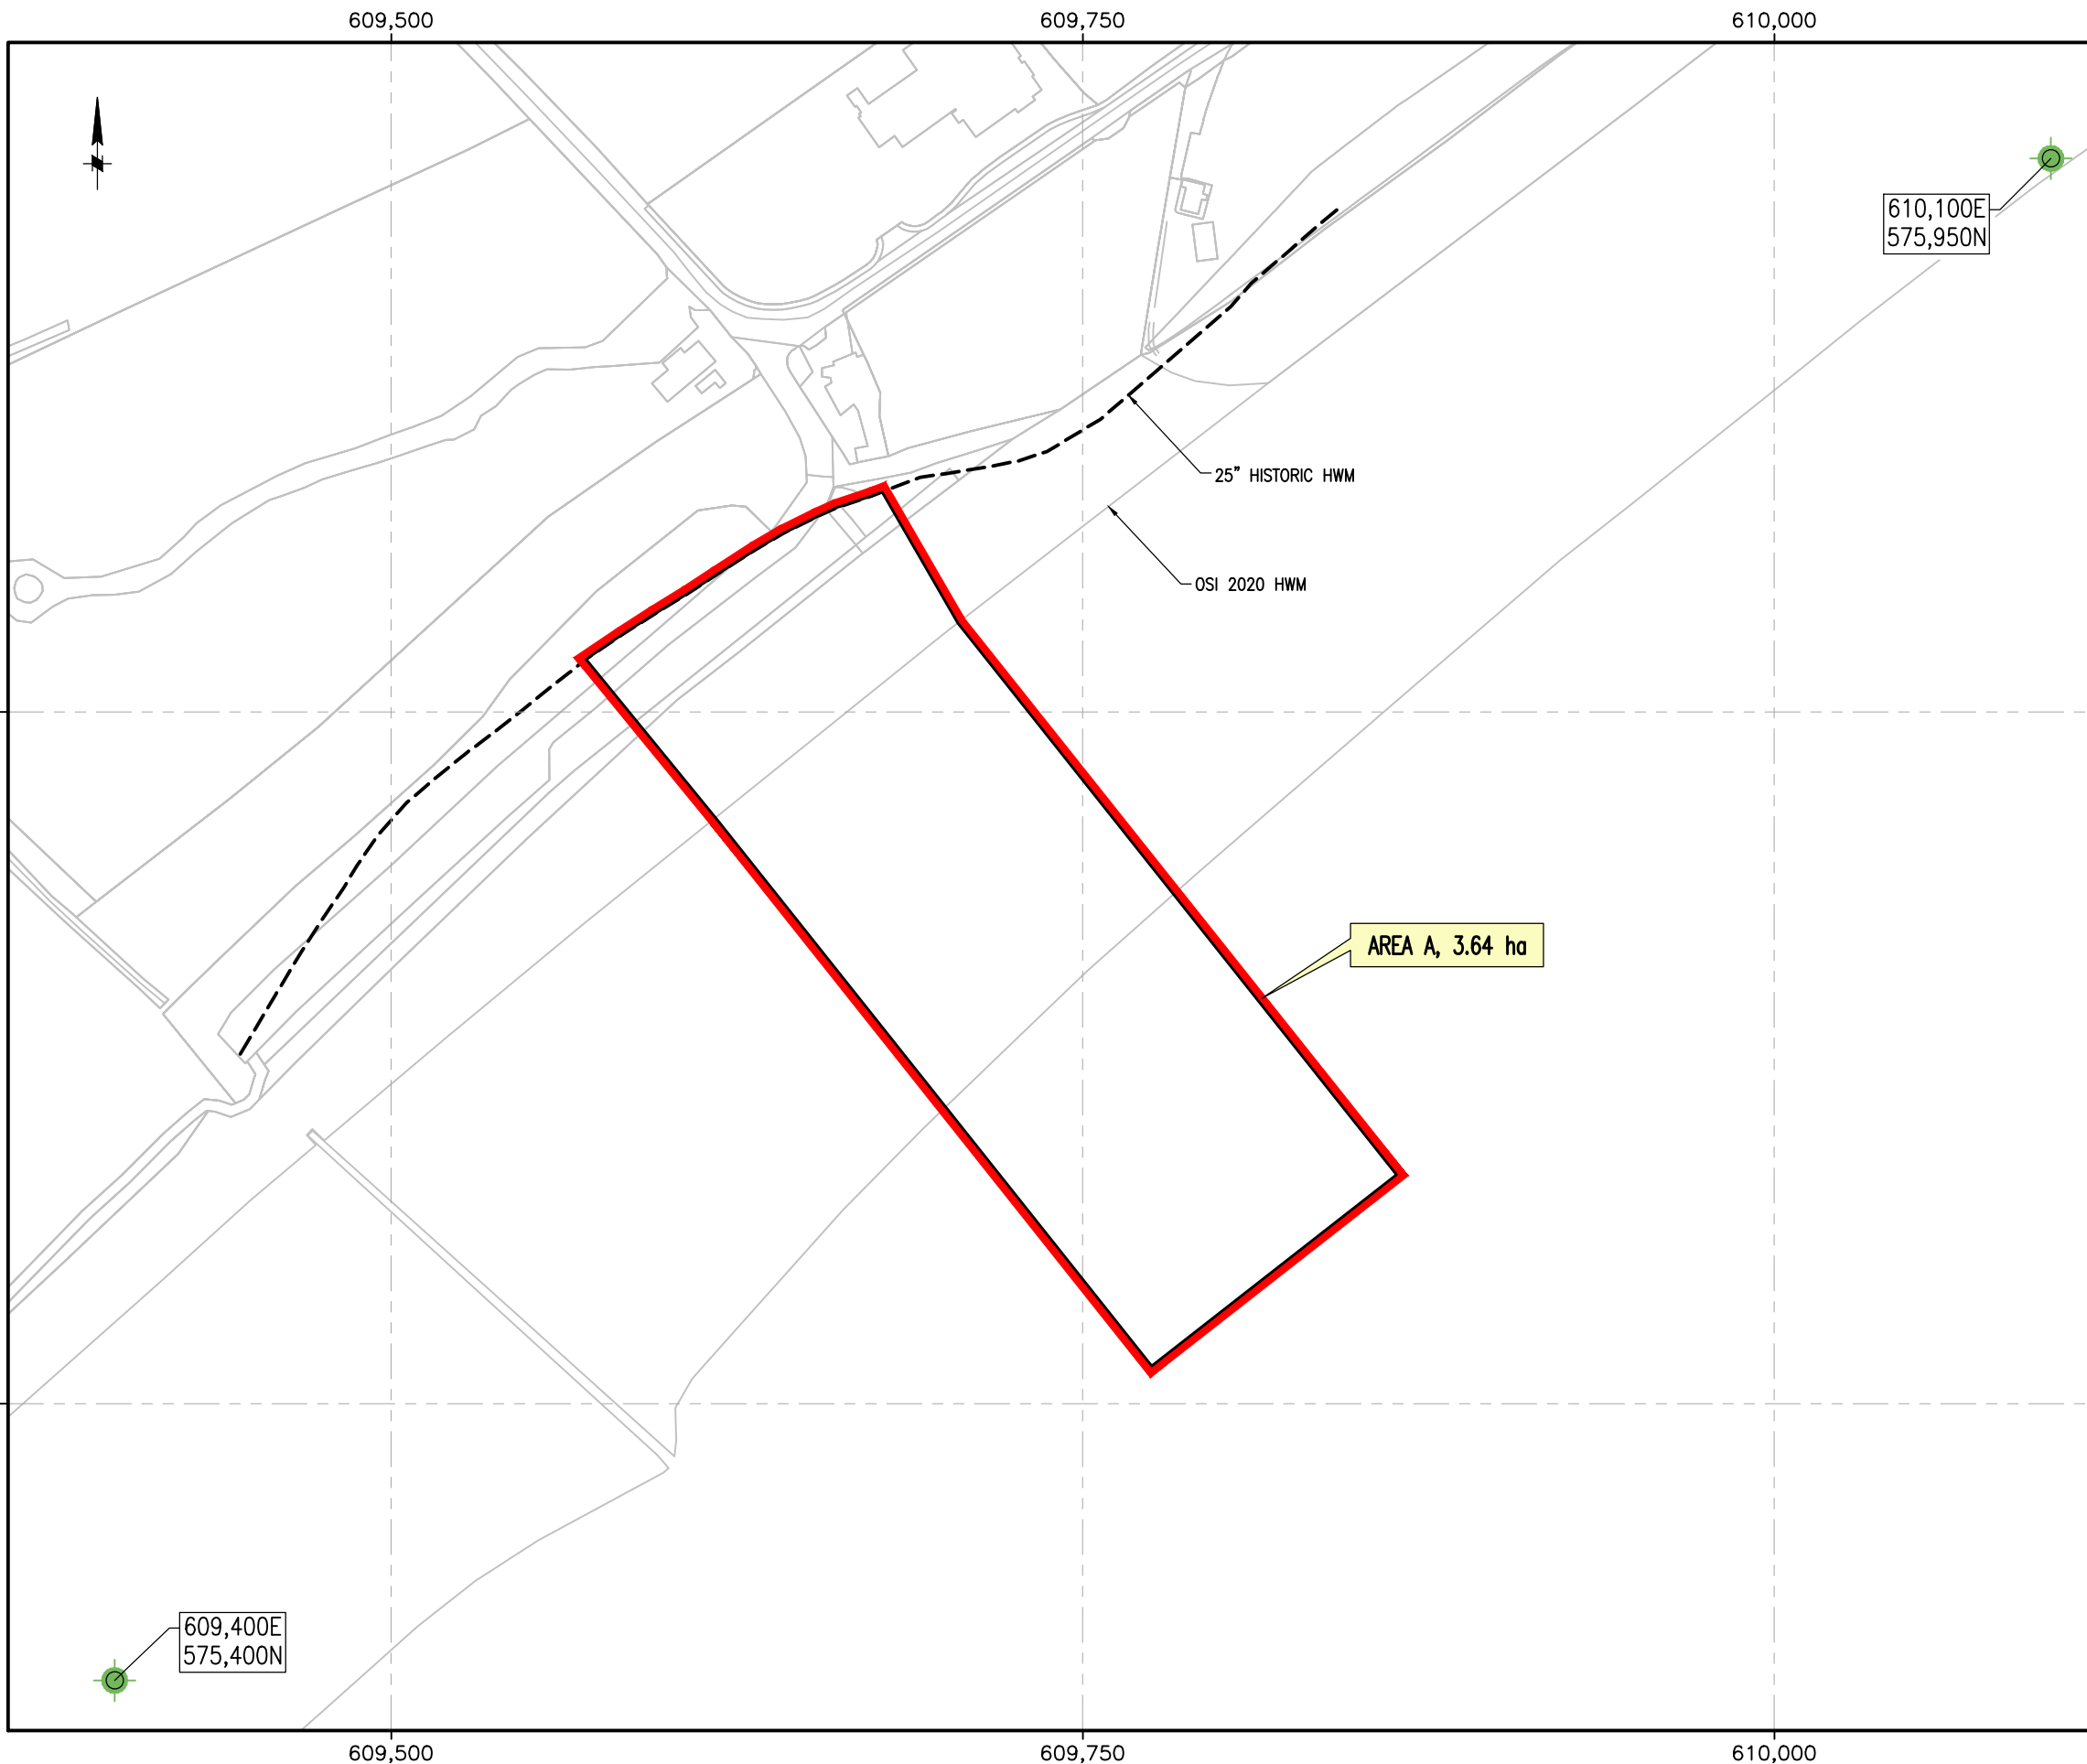 609,500
609,750
610,000
610,100E
575,950N
25” HISTORIC HWM
OSI 2020 HWM
AREA A, 3.64 ha
609,400E
575,400N
609,500
609,750
610,000